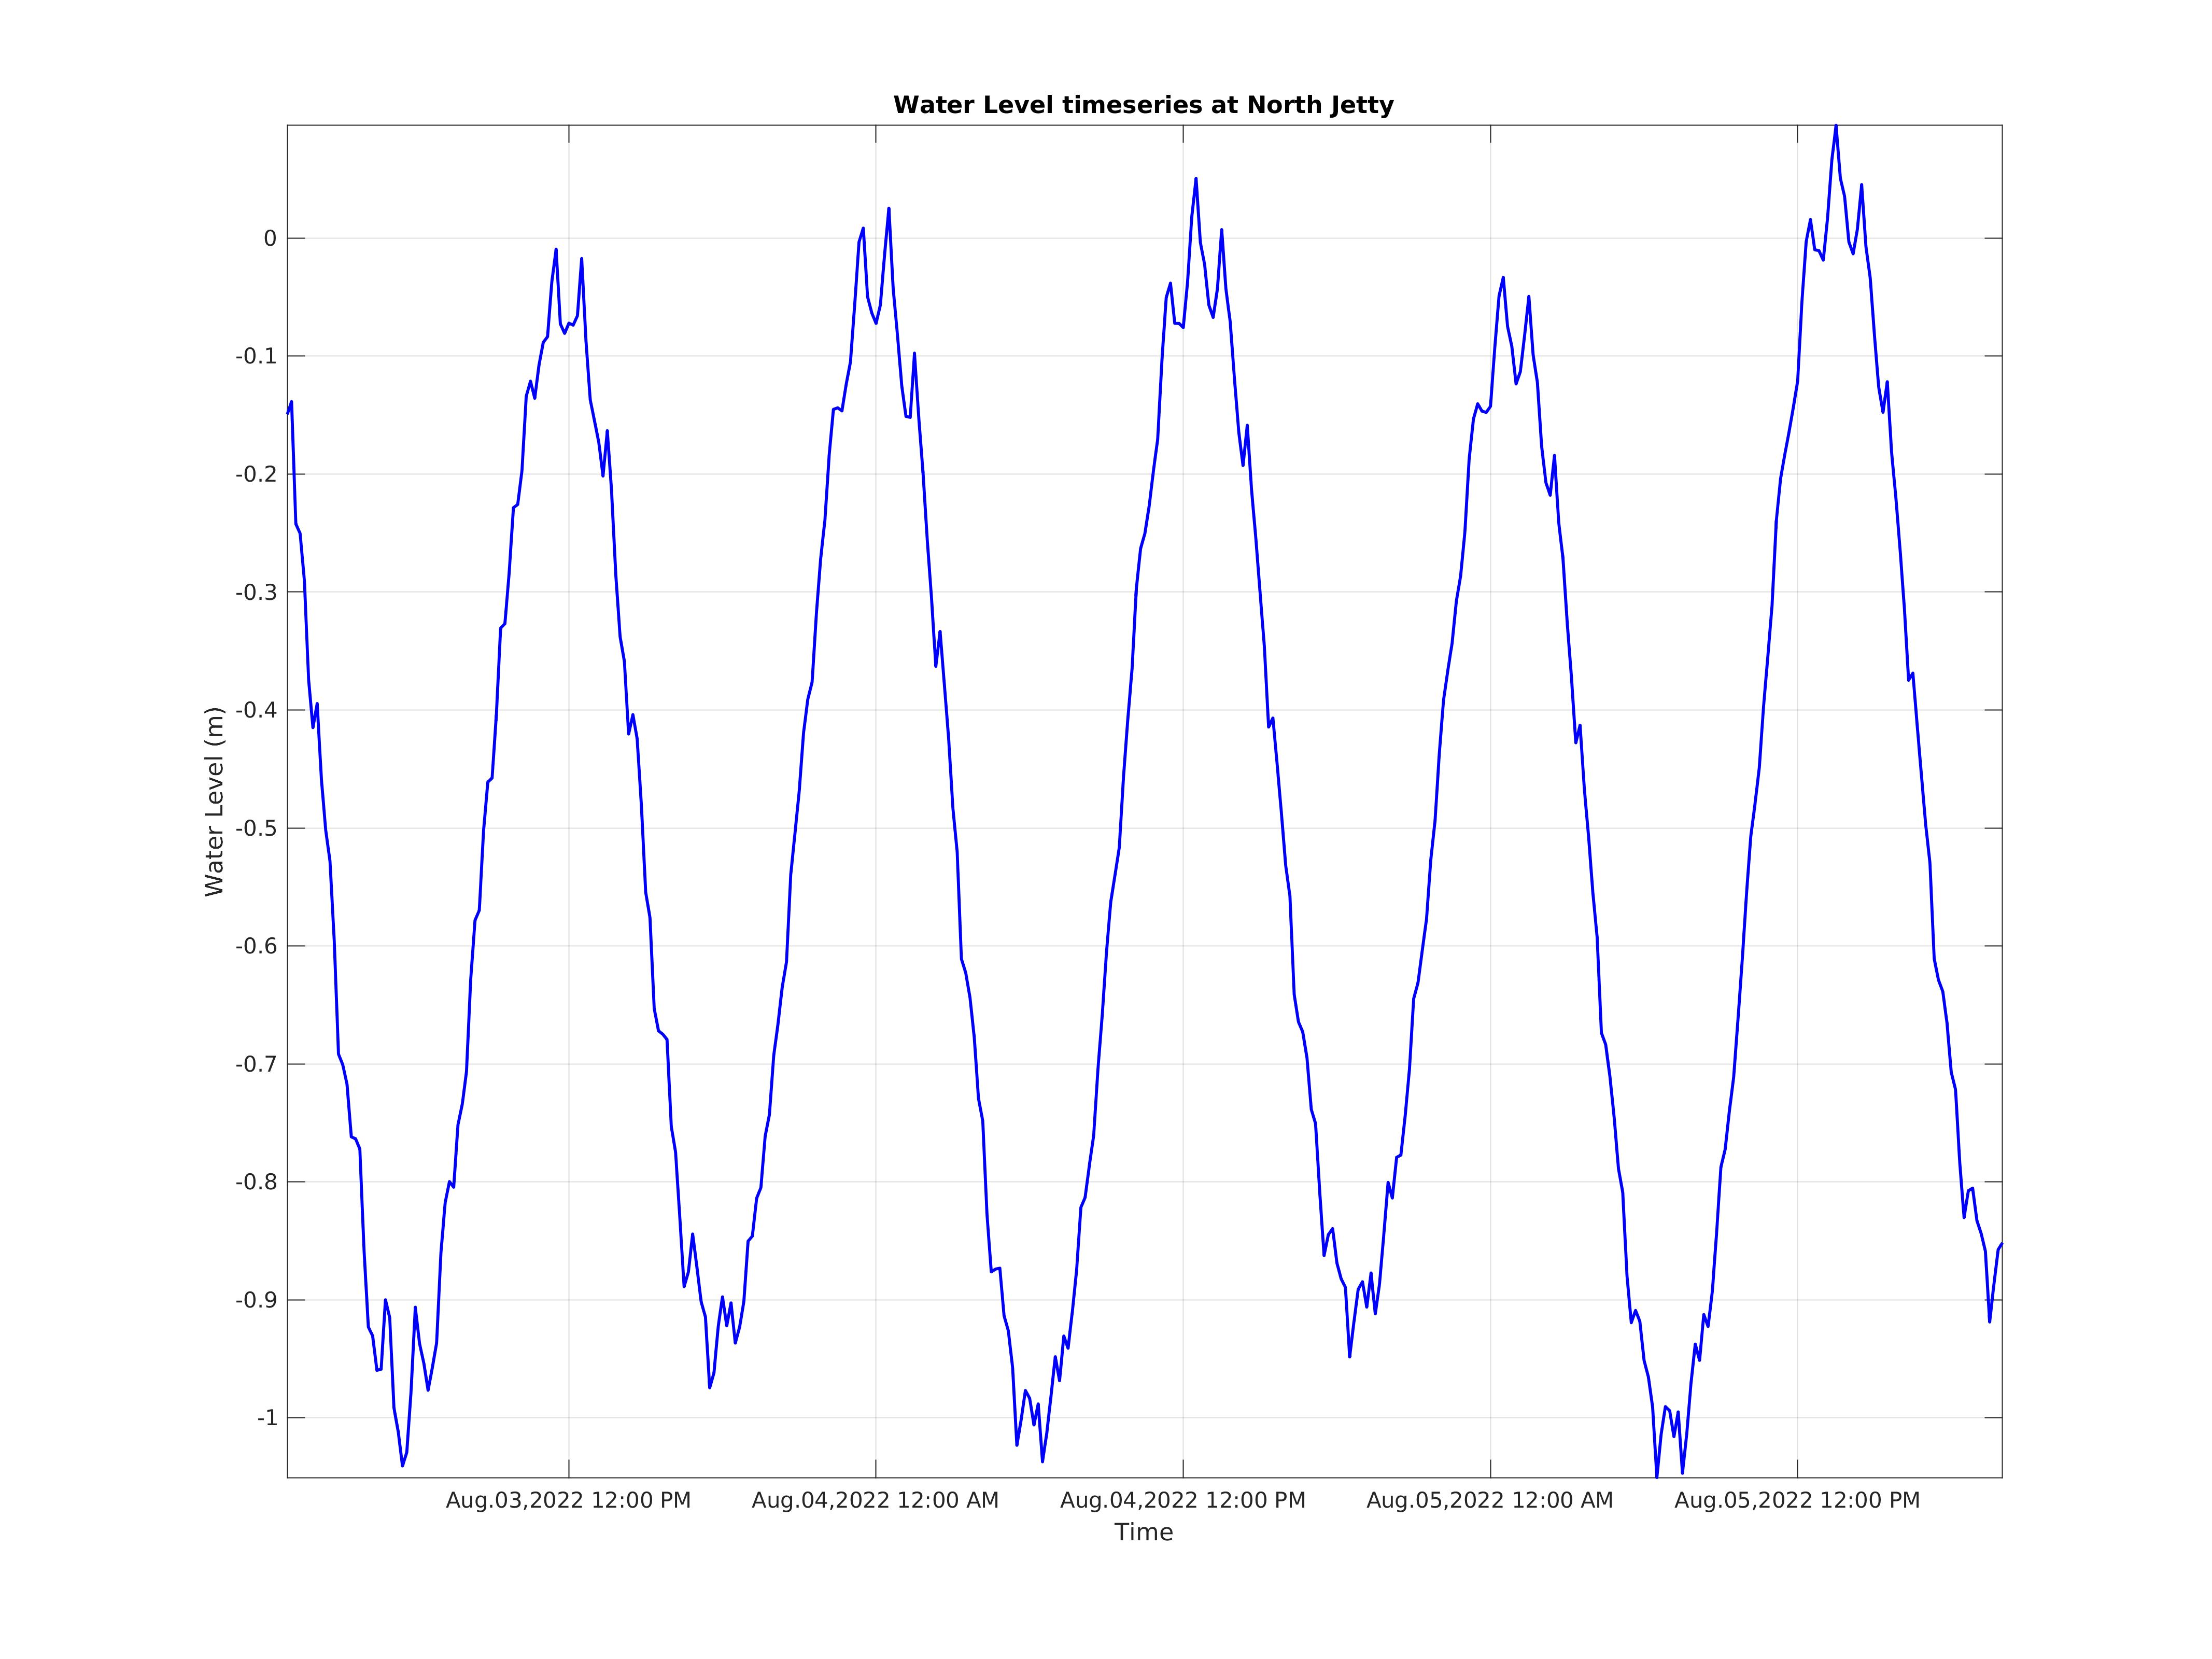 Water Level timeseries at North Jetty
0
-0.1
-0.2
-0.3
-0.4
-0.5
-0.6
-0.7
-0.8
-0.9
-1
Water Level (m)
Aug.03,2022 12:00 PM Aug.04,2022 12:00 AM Aug.04,2022 12:00 PM Aug.05,2022 12:00 AM Aug.05,2022 12:00 PM
Time